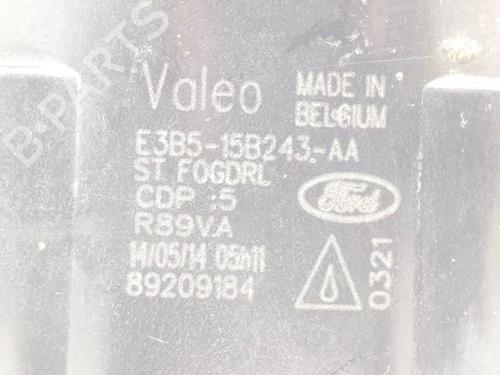 B-PARTS
Valeo
MADE IN
BELGIUM
E3B5-15B243-AA
ST FOGDRL
CDP :5
R89V.A
Ford
14/05/14 05h11
0321
89209184